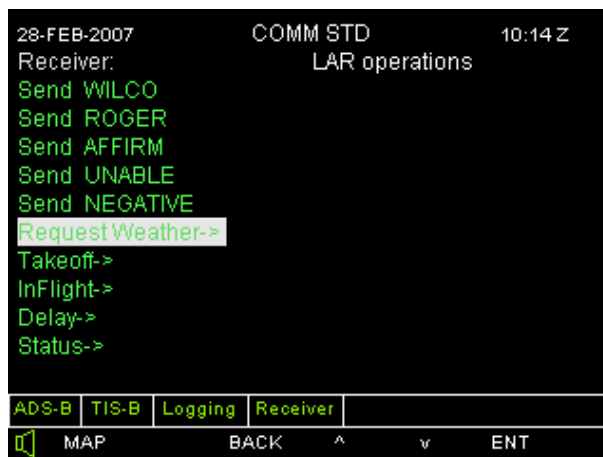 28-FEB-2007 COMM STD 10:14 Z
Receiver: LAR operations
Send WILCO
Send ROGER
Send AFFIRM
Send UNABLE
Send NEGATIVE
Request Weather->
Takeoff->
InFlight->
Delay->
Status->
ADS-B TIS-B Logging Receiver
MAP BACK ^ v ENT